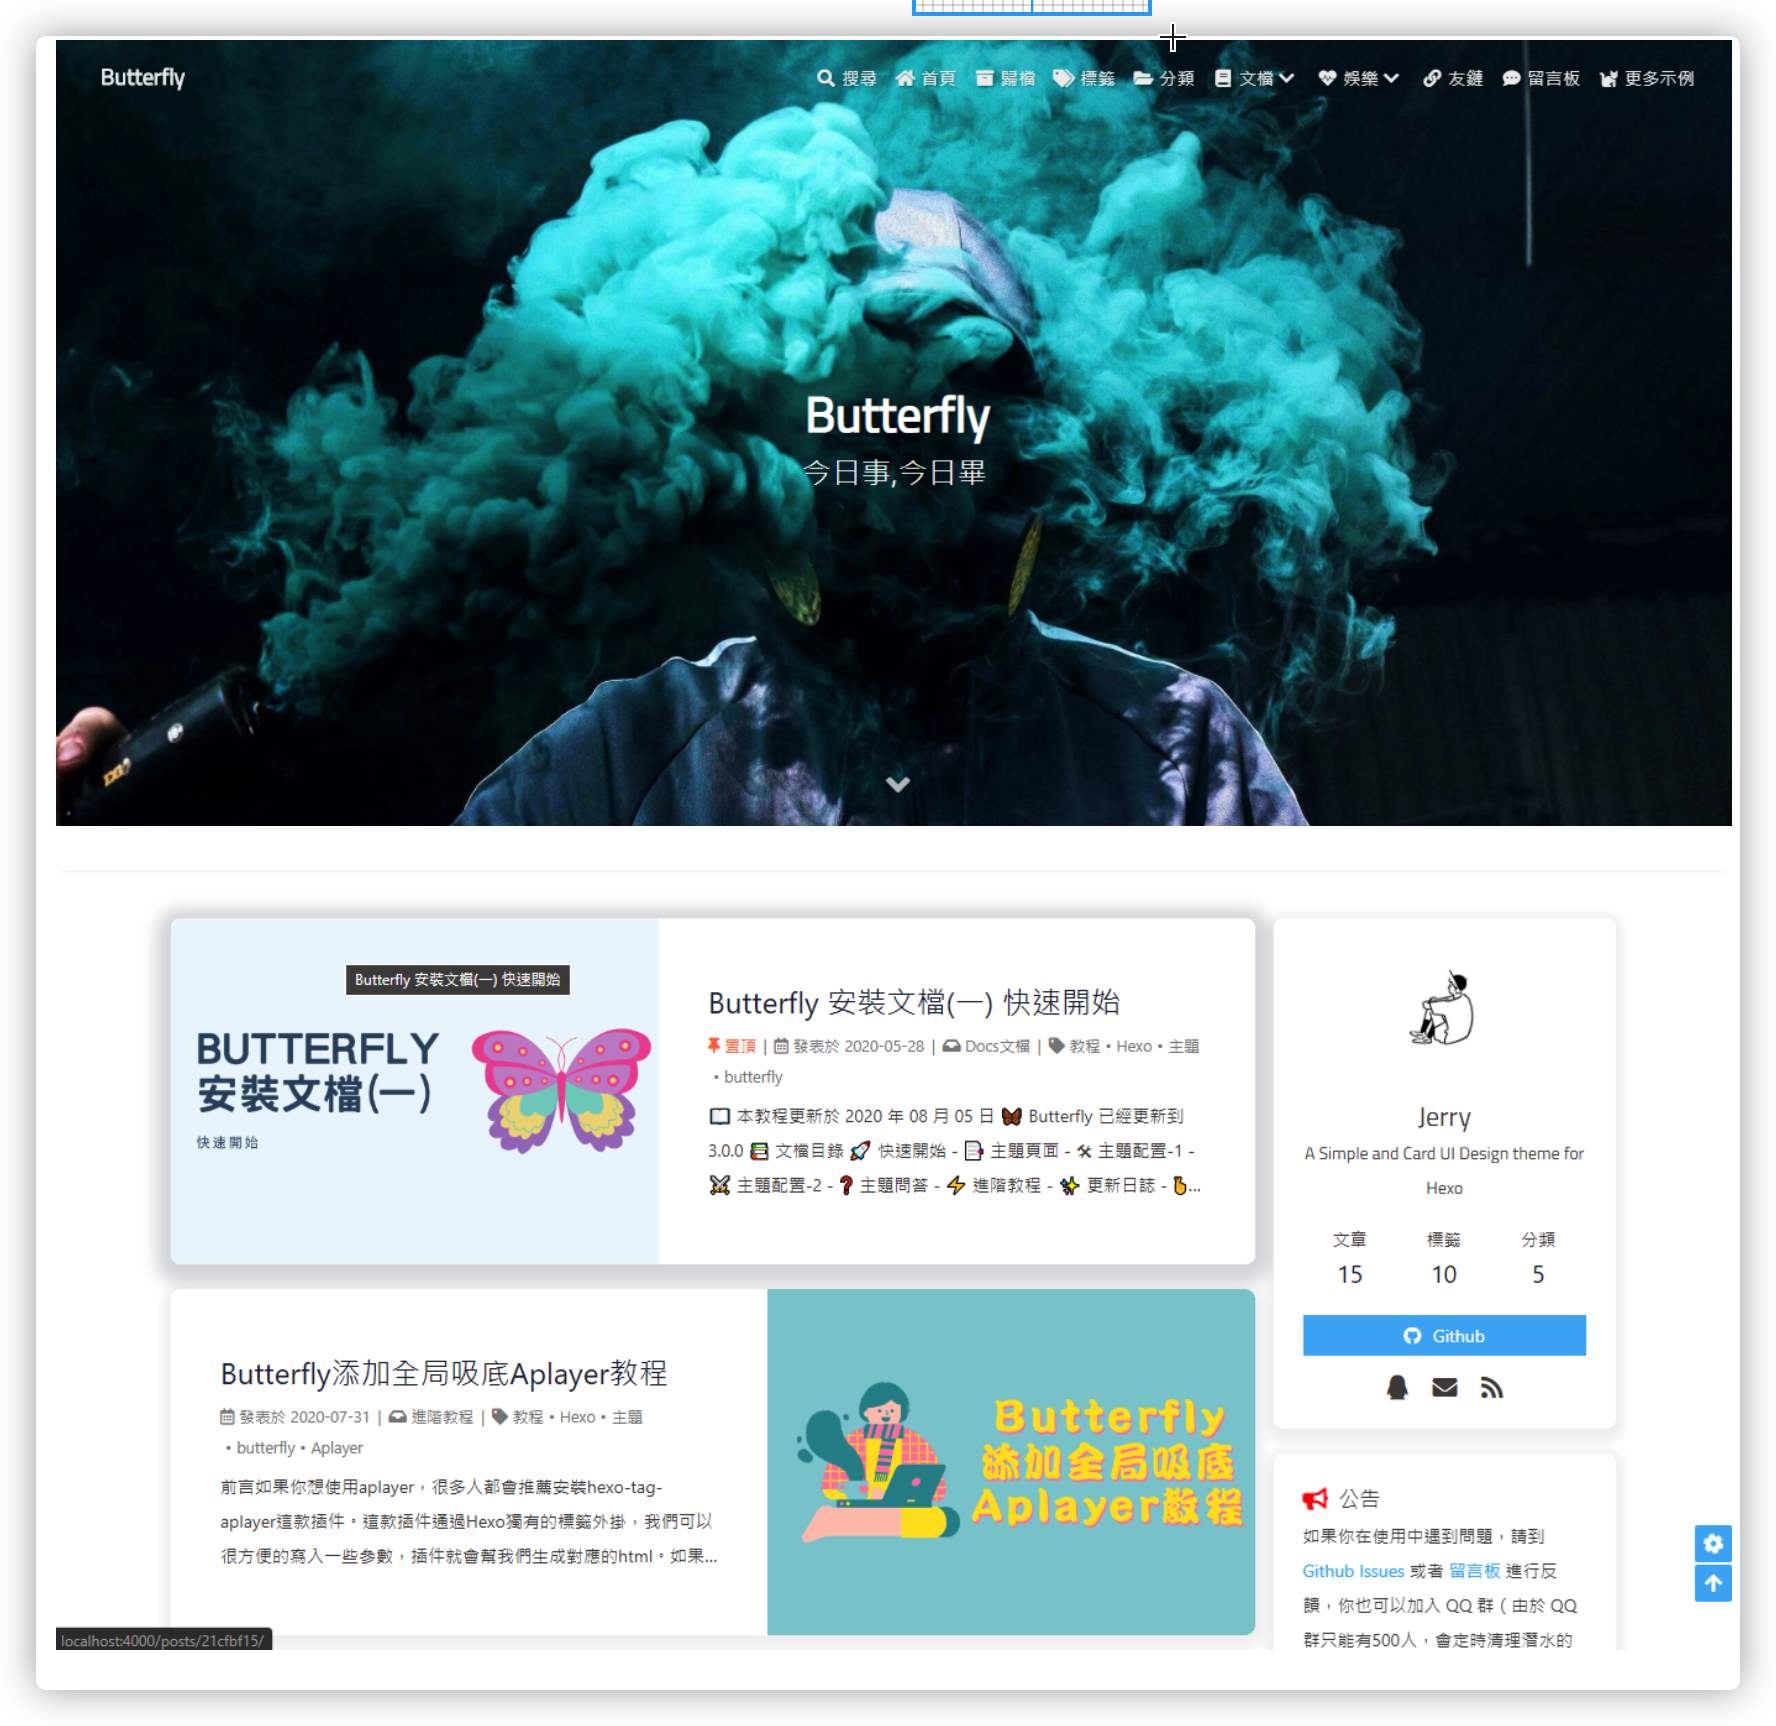 Butterfly
搜尋 首頁 歸檔 標籤 分類 文檔 娛樂 友鏈 留言板 更多示例
Butterfly
今日事,今日畢
Butterfly 安裝文檔(一) 快速開始
BUTTERFLY
安裝文檔(一)
快速開始
Butterfly 安裝文檔(一) 快速開始
置頂 | 發表於 2020-05-28 | Docs文檔 | 教程 • Hexo • 主題
• butterfly
📖 本教程更新於 2020 年 08 月 05 日 🦋 Butterfly 已經更新到
3.0.0 📚 文檔目錄 🚀 快速開始 - 📑 主題頁面 - 🛠 主題配置-1 -
⚔️ 主題配置-2 - ❓ 主題問答 - ⚡️ 進階教程 - ✨ 更新日誌 - 🫰...
Butterfly添加全局吸底Aplayer教程
發表於 2020-07-31 | 進階教程 | 教程 • Hexo • 主題
• butterfly • Aplayer
前言如果你想使用aplayer，很多人都會推薦安裝hexo-tag-
aplayer這款插件。這款插件通過Hexo獨有的標籤外掛，我們可以
很方便的寫入一些參數，插件就會幫我們生成對應的html。如果...
Butterfly
添加全局吸底
Aplayer教程
Jerry
A Simple and Card UI Design theme for
Hexo
文章 標籤 分類
15 10 5
Github
公告
如果你在使用中遇到問題，請到
Github Issues 或者 留言板 進行反
饋，你也可以加入 QQ 群（由於 QQ
群只能有500人，會定時清理潛水的
localhost:4000/posts/21cfbf15/